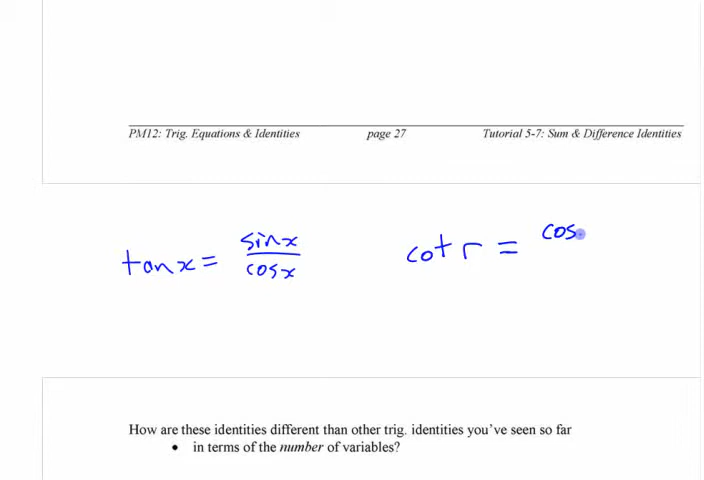 PM12: Trig. Equations & Identities page 27 Tutorial 5-7: Sum & Difference Identities
tan x = sin x / cos x cot r = cos
How are these identities different than other trig. identities you've seen so far
• in terms of the number of variables?